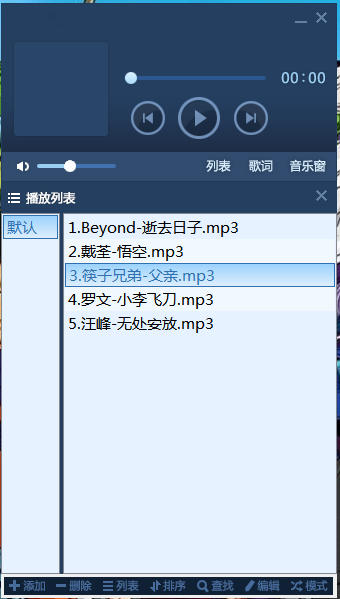 00:00
列表 歌词 音乐窗
播放列表
默认
1.Beyond-逝去日子.mp3
2.戴荃-悟空.mp3
3.筷子兄弟-父亲.mp3
4.罗文-小李飞刀.mp3
5.汪峰-无处安放.mp3
添加 删除 列表 排序 查找 编辑 模式